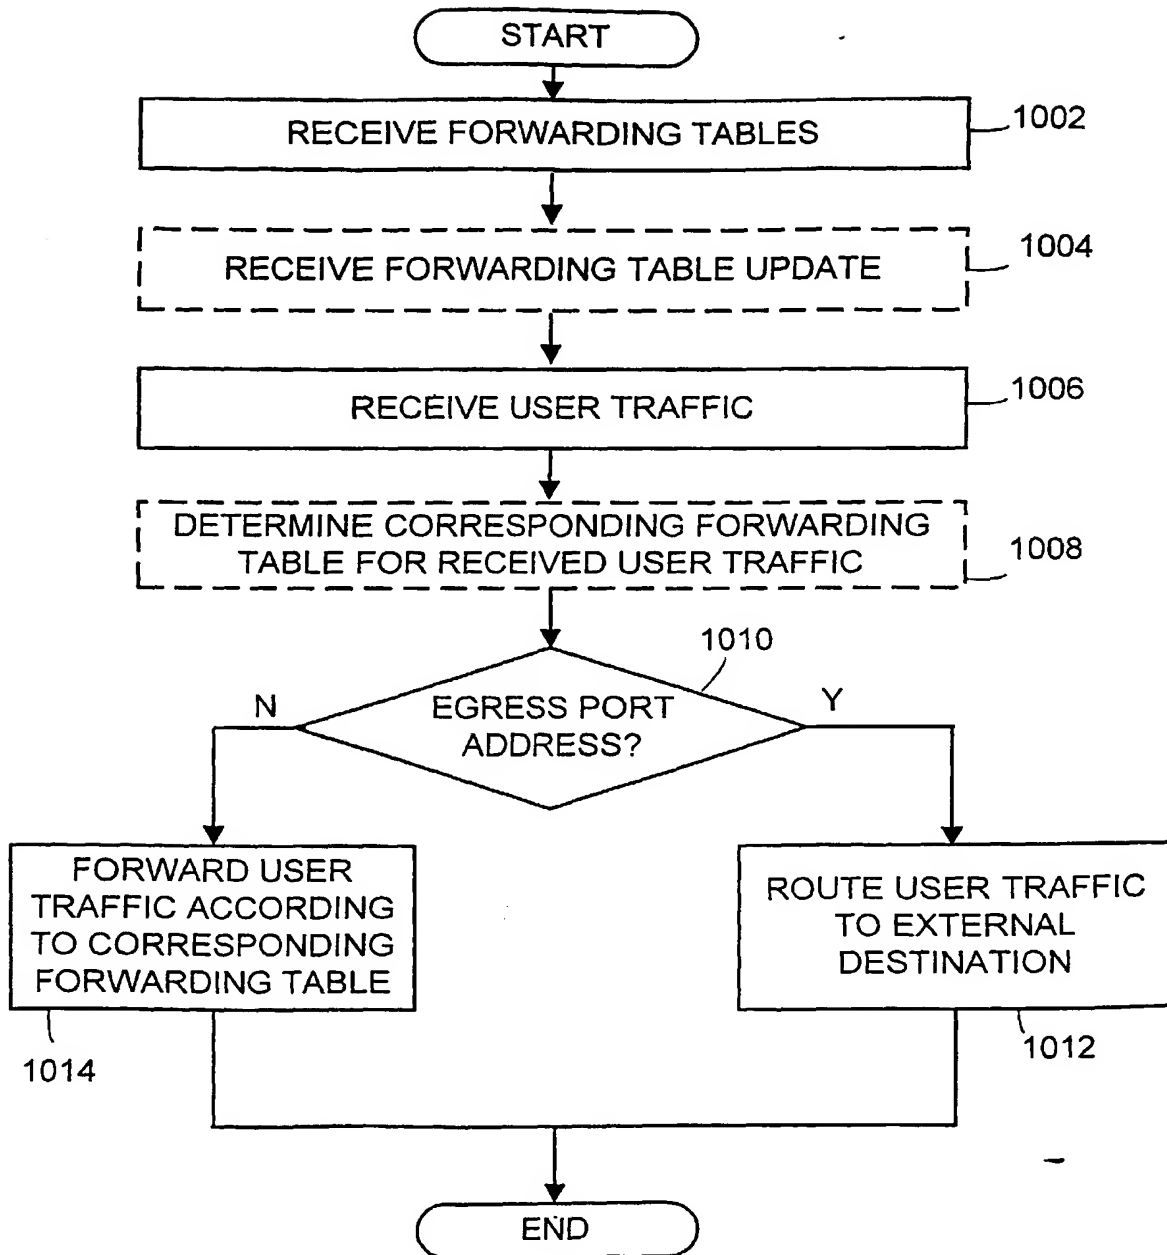 START
RECEIVE FORWARDING TABLES
1002
RECEIVE FORWARDING TABLE UPDATE
1004
RECEIVE USER TRAFFIC
1006
DETERMINE CORRESPONDING FORWARDING
TABLE FOR RECEIVED USER TRAFFIC
1008
1010
EGRESS PORT
ADDRESS?
N
Y
FORWARD USER
TRAFFIC ACCORDING
TO CORRESPONDING
FORWARDING TABLE
1014
ROUTE USER TRAFFIC
TO EXTERNAL
DESTINATION
1012
END